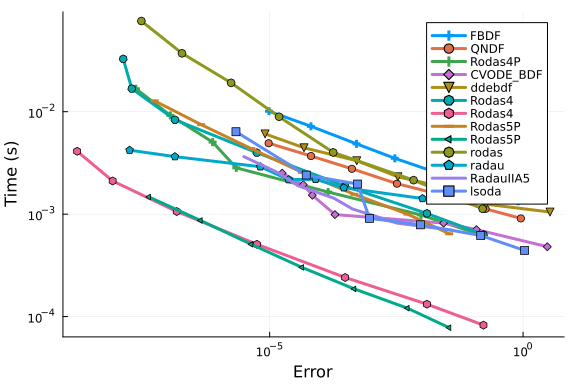 FBDF
QNDF
Rodas4P
CVODE_BDF
ddebdf
Rodas4
Rodas4
Rodas5P
Rodas5P
rodas
radau
RadauIIA5
lsoda
Time (s)
10⁻²
10⁻³
10⁻⁴
10⁻⁵
10⁰
Error